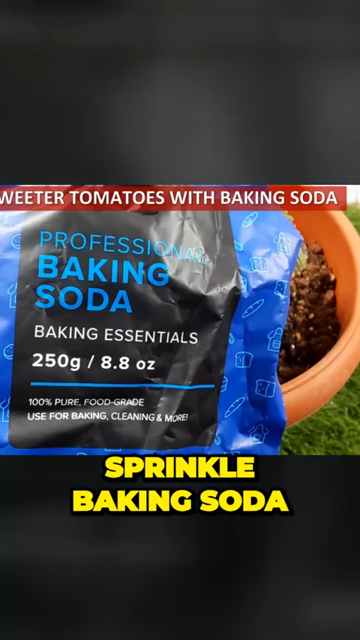 WEETER TOMATOES WITH BAKING SODA
PROFESSIONAL
BAKING
SODA
BAKING ESSENTIALS
250g / 8.8 oz
100% PURE, FOOD-GRADE
USE FOR BAKING, CLEANING & MORE!
SPRINKLE
BAKING SODA